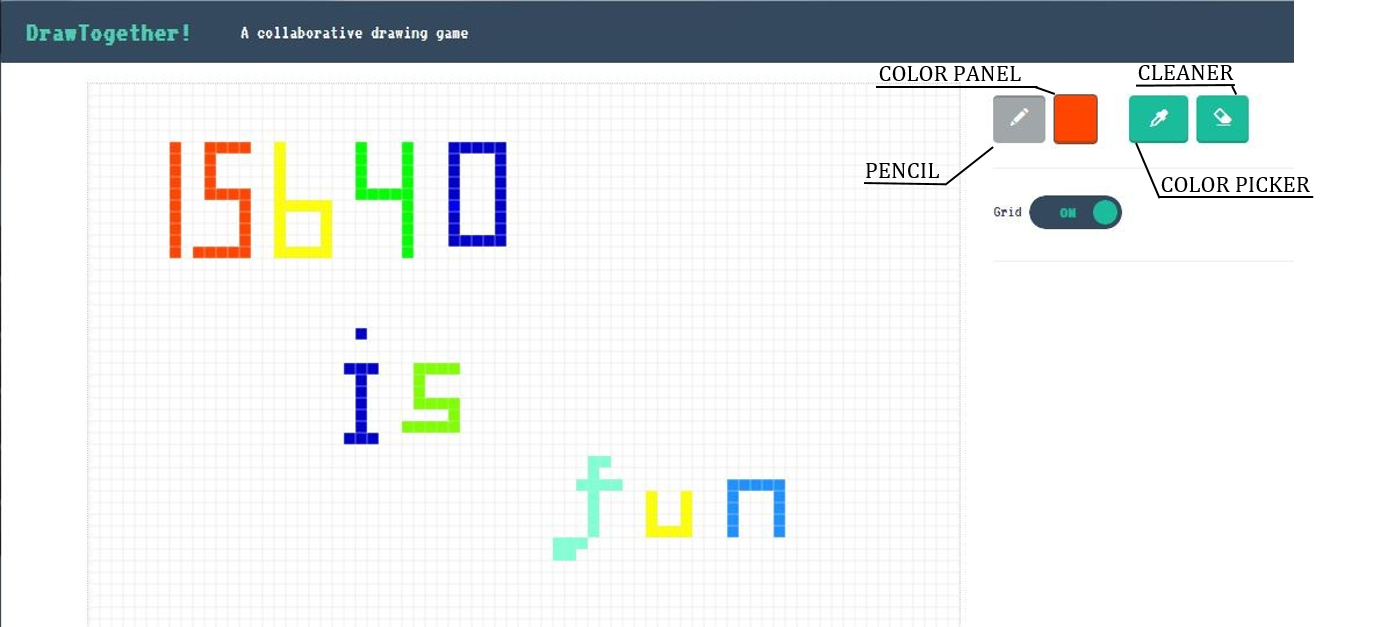 DrawTogether! A collaborative drawing game
COLOR PANEL CLEANER
PENCIL
COLOR PICKER
Grid ON
15640
is
fun